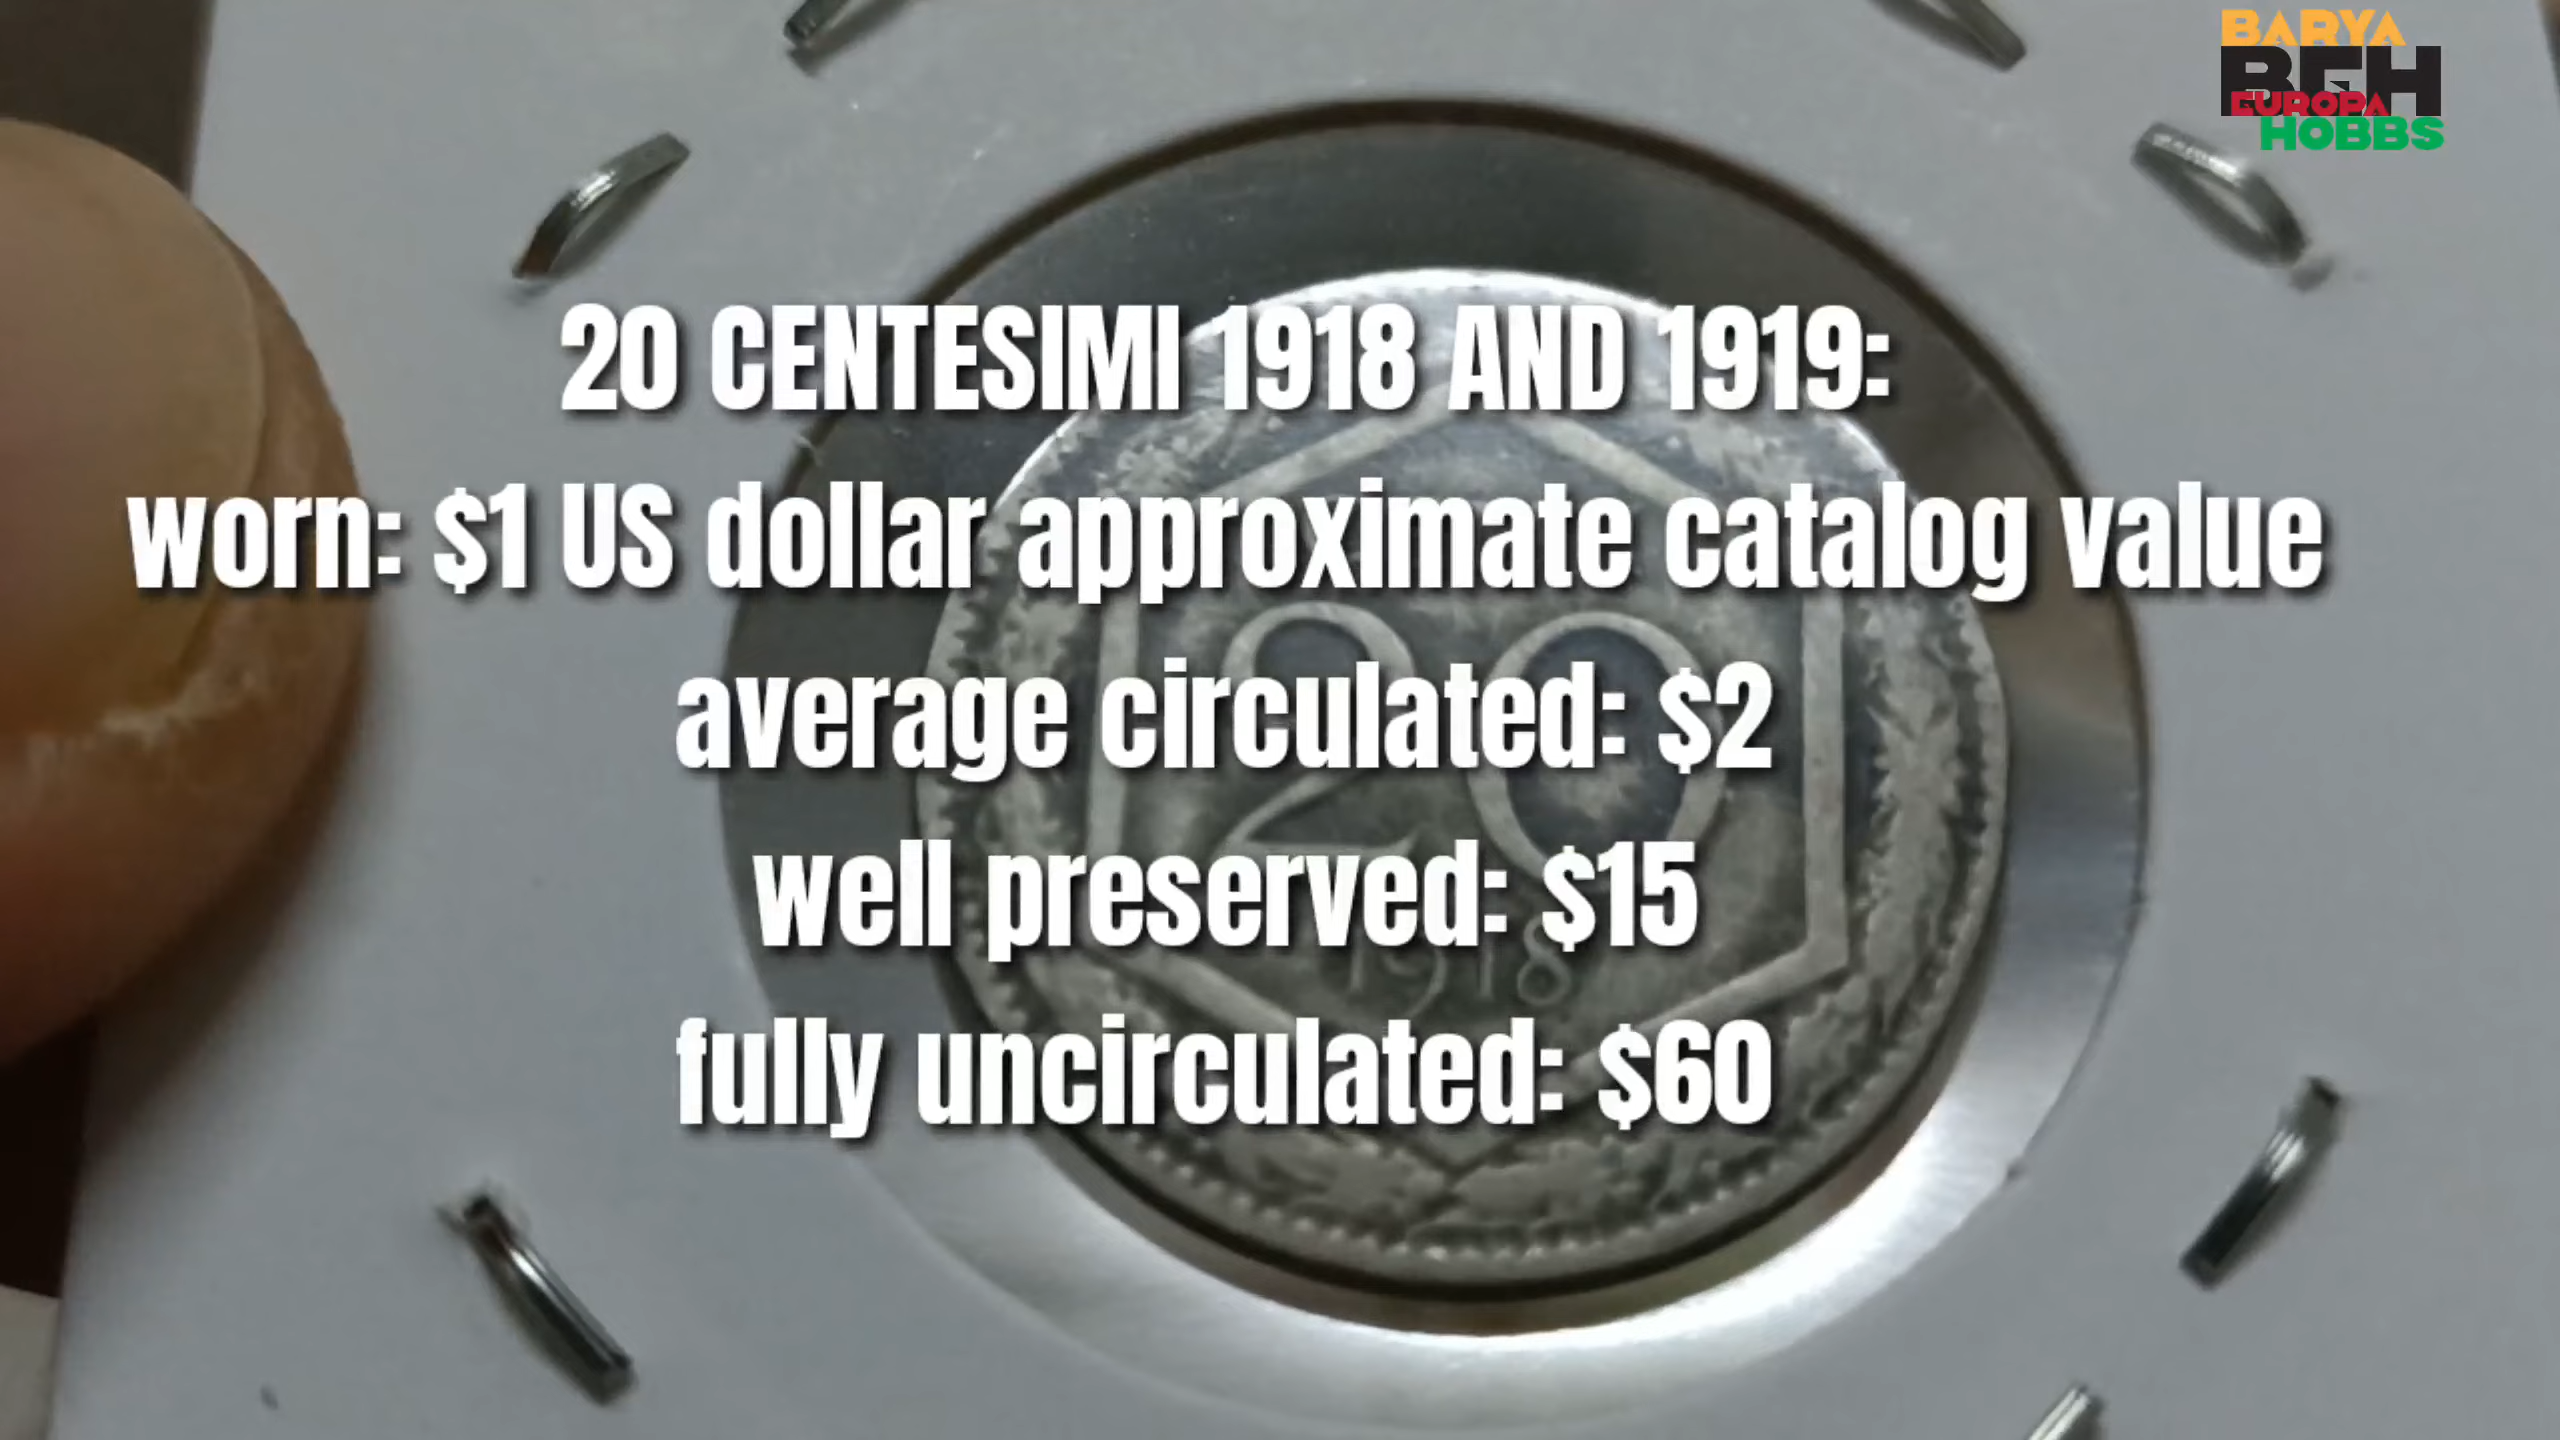 BARYA
BEH
EUROPA
HOBBS
20 CENTESIMI 1918 AND 1919:
worn: $1 US dollar approximate catalog value
average circulated: $2
well preserved: $15
fully uncirculated: $60
20
1918